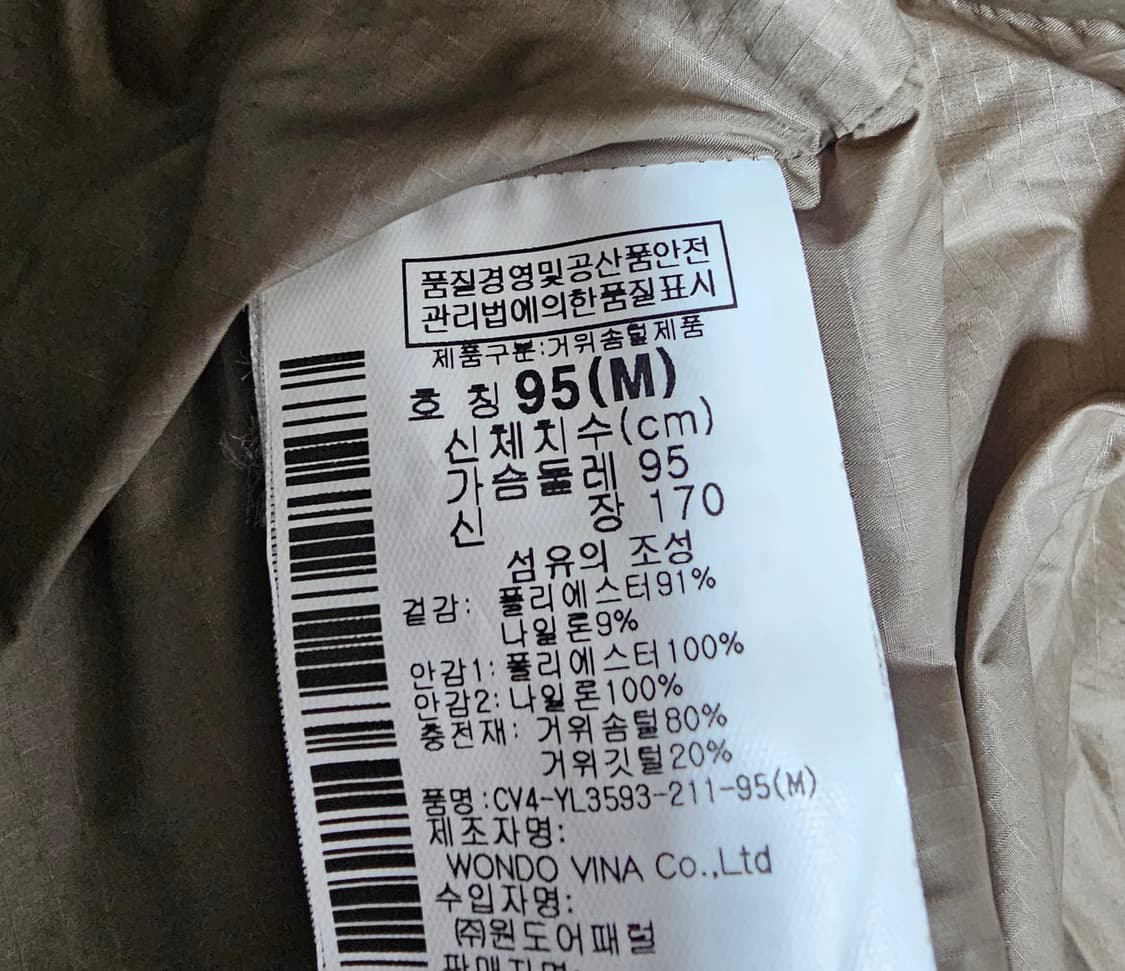 품질경영및공산품안전
관리법에의한품질표시
제품구분:거위솜털제품
호 칭 95(M)
신체치수(cm)
가슴둘레 95
신 장 170
섬유의 조성
겉감: 폴리에스터91%
나일론9%
안감1: 폴리에스터100%
안감2: 나일론100%
충전재: 거위솜털80%
거위깃털20%
품명:CV4-YL3593-211-95(M)
제조자명:
WONDO VINA Co.,Ltd
수입자명:
㈜원도어패럴
판매자명: